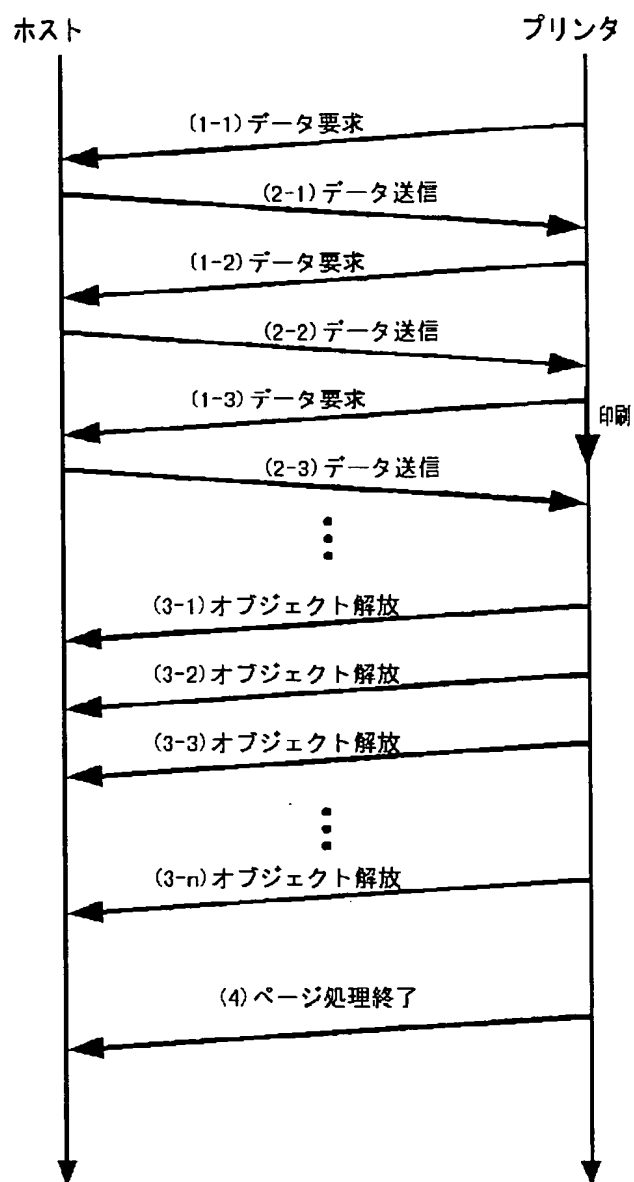 ホスト
プリンタ
(1-1)データ要求
(2-1)データ送信
(1-2)データ要求
(2-2)データ送信
(1-3)データ要求
印刷
(2-3)データ送信
(3-1)オブジェクト解放
(3-2)オブジェクト解放
(3-3)オブジェクト解放
(3-n)オブジェクト解放
(4)ページ処理終了